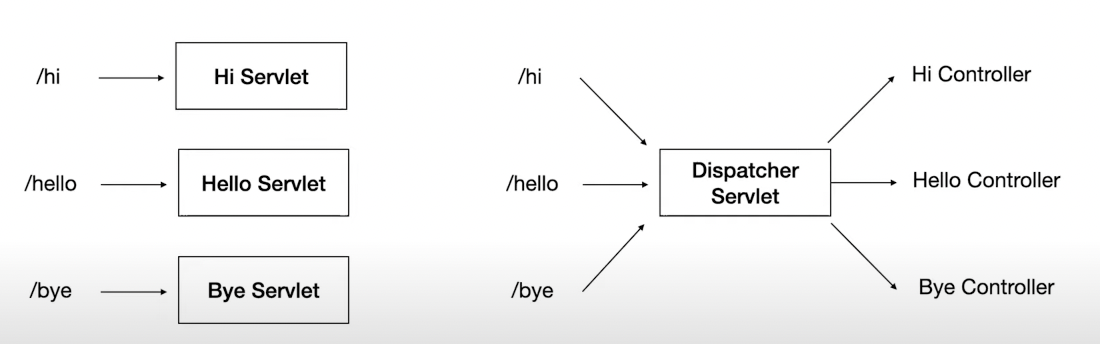 /hi
Hi Servlet
/hello
Hello Servlet
/bye
Bye Servlet
/hi
/hello
/bye
Dispatcher
Servlet
Hi Controller
Hello Controller
Bye Controller